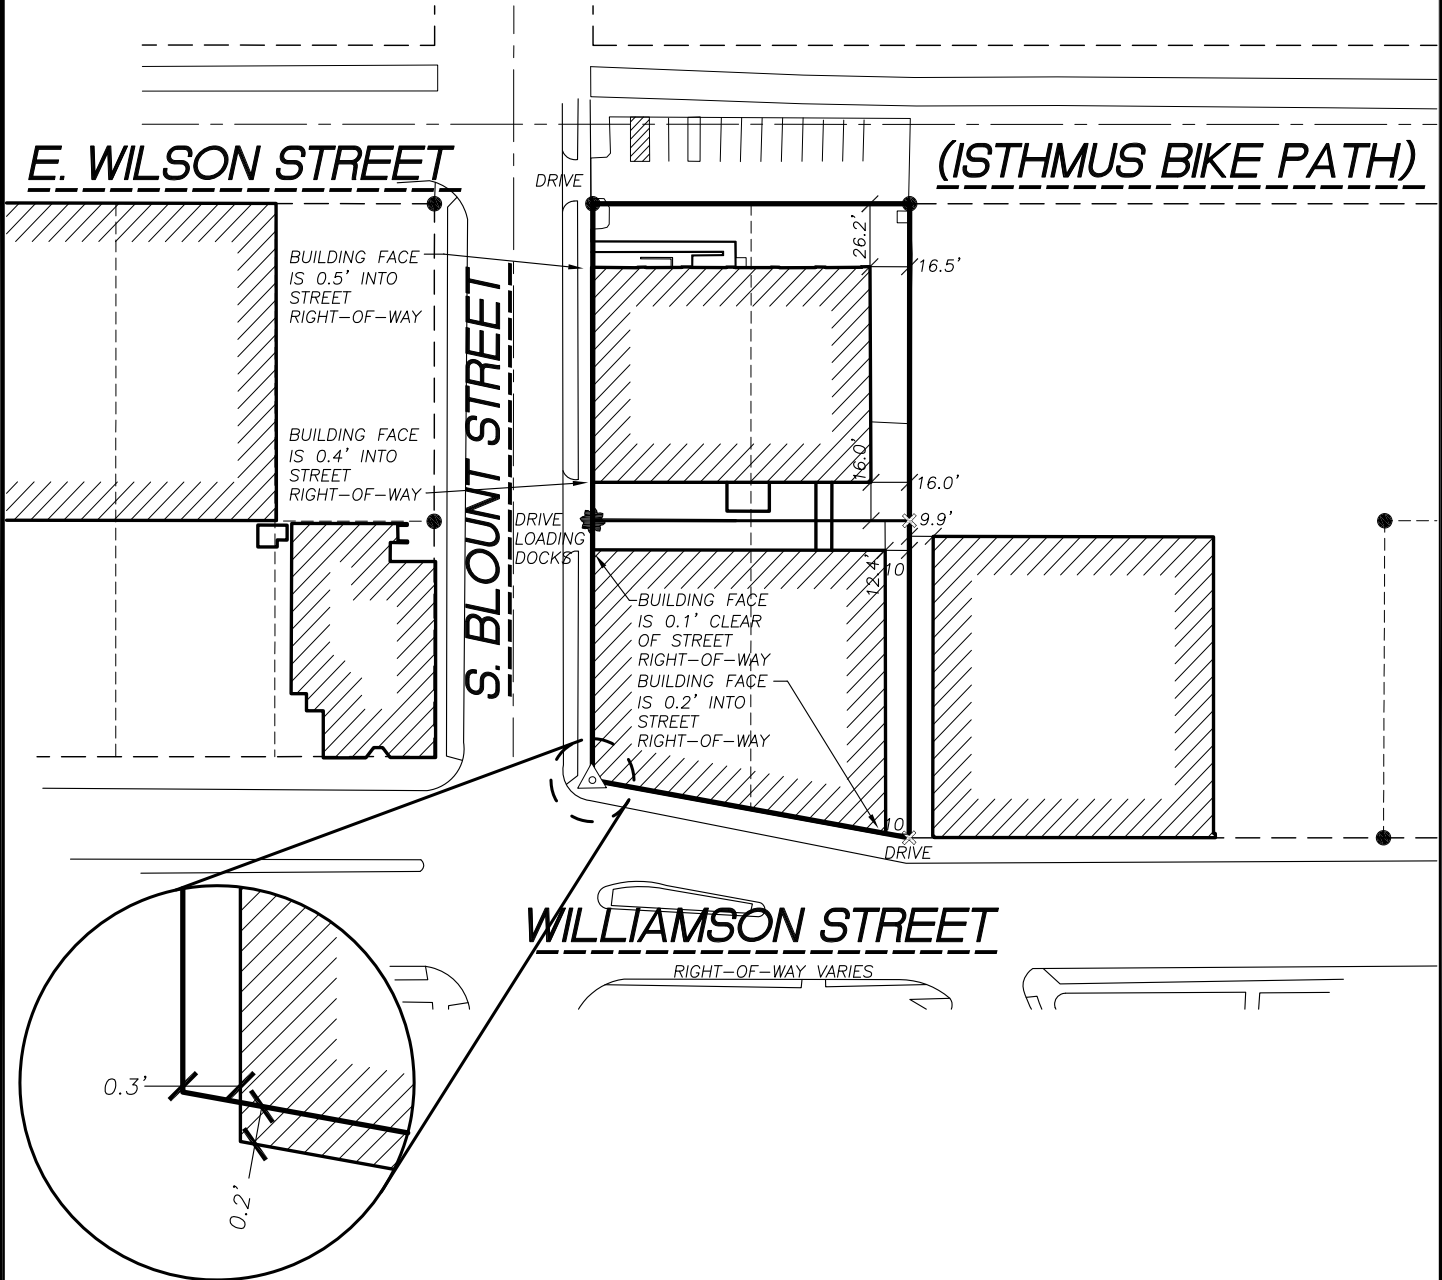 E. WILSON STREET
(ISTHMUS BIKE PATH)
DRIVE
26.2'
16.5'
BUILDING FACE
IS 0.5' INTO
STREET
RIGHT-OF-WAY
S. BLOUNT STREET
BUILDING FACE
IS 0.4' INTO
STREET
RIGHT-OF-WAY
16.0'
16.0'
DRIVE
LOADING
DOCKS
9.9'
12.4'
10
BUILDING FACE
IS 0.1' CLEAR
OF STREET
RIGHT-OF-WAY
BUILDING FACE
IS 0.2' INTO
STREET
RIGHT-OF-WAY
10
DRIVE
WILLIAMSON STREET
RIGHT-OF-WAY VARIES
0.3'
0.2'